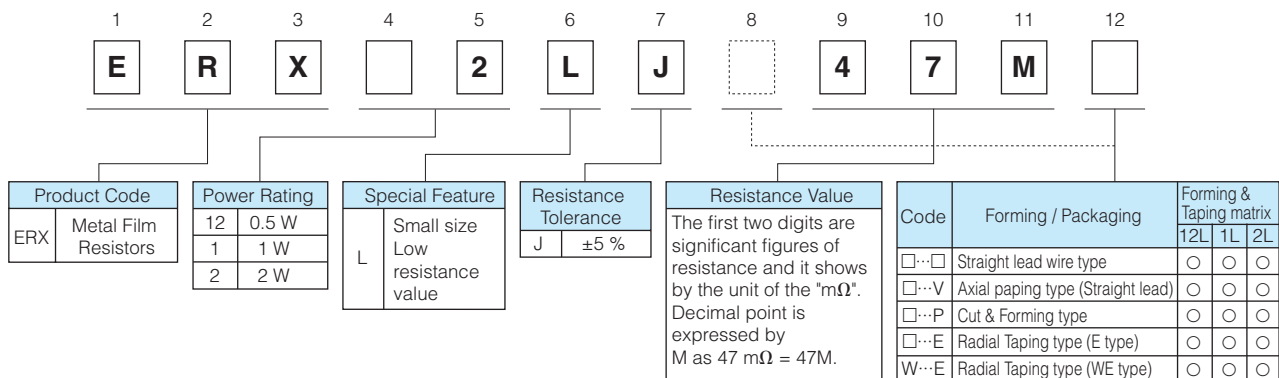 1 2 3 4 5 6 7 8 9 10 11 12
E R X 2 L J 4 7 M
Product Code
ERX Metal Film
Resistors
Power Rating
12 0.5 W
1 1 W
2 2 W
Special Feature
L Small size
Low
resistance
value
Resistance
Tolerance
J ±5 %
Resistance Value
The first two digits are
significant figures of
resistance and it shows
by the unit of the "mΩ".
Decimal point is
expressed by
M as 47 mΩ = 47M.
Code Forming / Packaging Forming &
Taping matrix
12L 1L 2L
□···□ Straight lead wire type ○ ○ ○
□···V Axial paping type (Straight lead) ○ ○ ○
□···P Cut & Forming type ○ ○ ○
□···E Radial Taping type (E type) ○ ○ ○
W···E Radial Taping type (WE type) ○ ○ ○